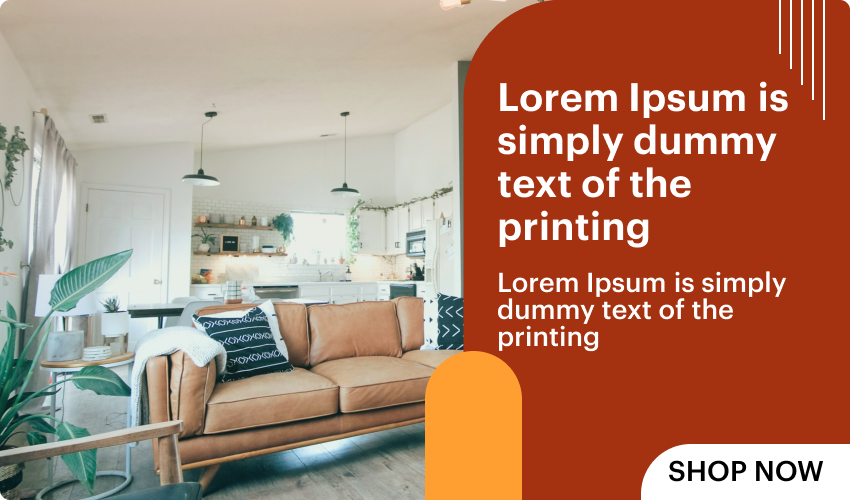 Lorem Ipsum is
simply dummy
text of the
printing
Lorem Ipsum is simply
dummy text of the
printing
SHOP NOW